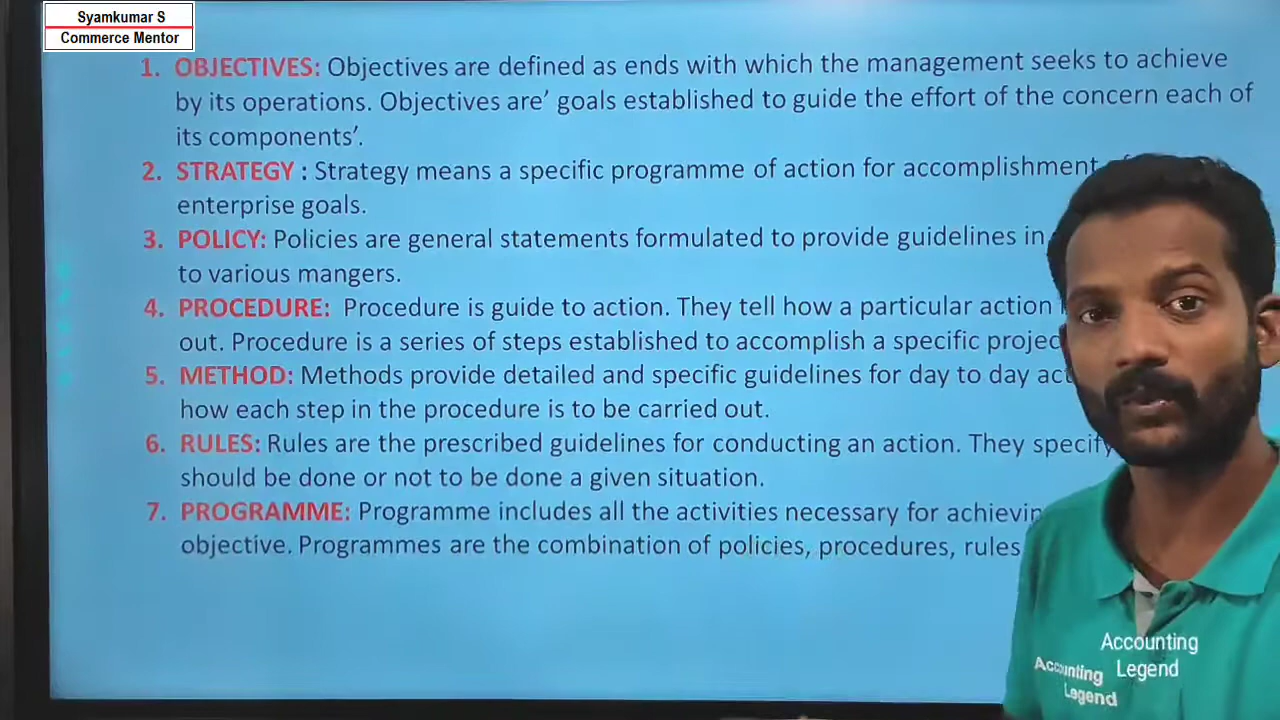 Syamkumar S
Commerce Mentor
1. OBJECTIVES: Objectives are defined as ends with which the management seeks to achieve
by its operations. Objectives are’ goals established to guide the effort of the concern each of
its components’.
2. STRATEGY : Strategy means a specific programme of action for accomplishment
enterprise goals.
3. POLICY: Policies are general statements formulated to provide guidelines in
to various mangers.
4. PROCEDURE: Procedure is guide to action. They tell how a particular action
out. Procedure is a series of steps established to accomplish a specific
5. METHOD: Methods provide detailed and specific guidelines for day to day
how each step in the procedure is to be carried out.
6. RULES: Rules are the prescribed guidelines for conducting an action. They specify
should be done or not to be done a given situation.
7. PROGRAMME: Programme includes all the activities necessary for
objective. Programmes are the combination of policies, procedures, rules
Accounting
Legend
Accounting
Legend